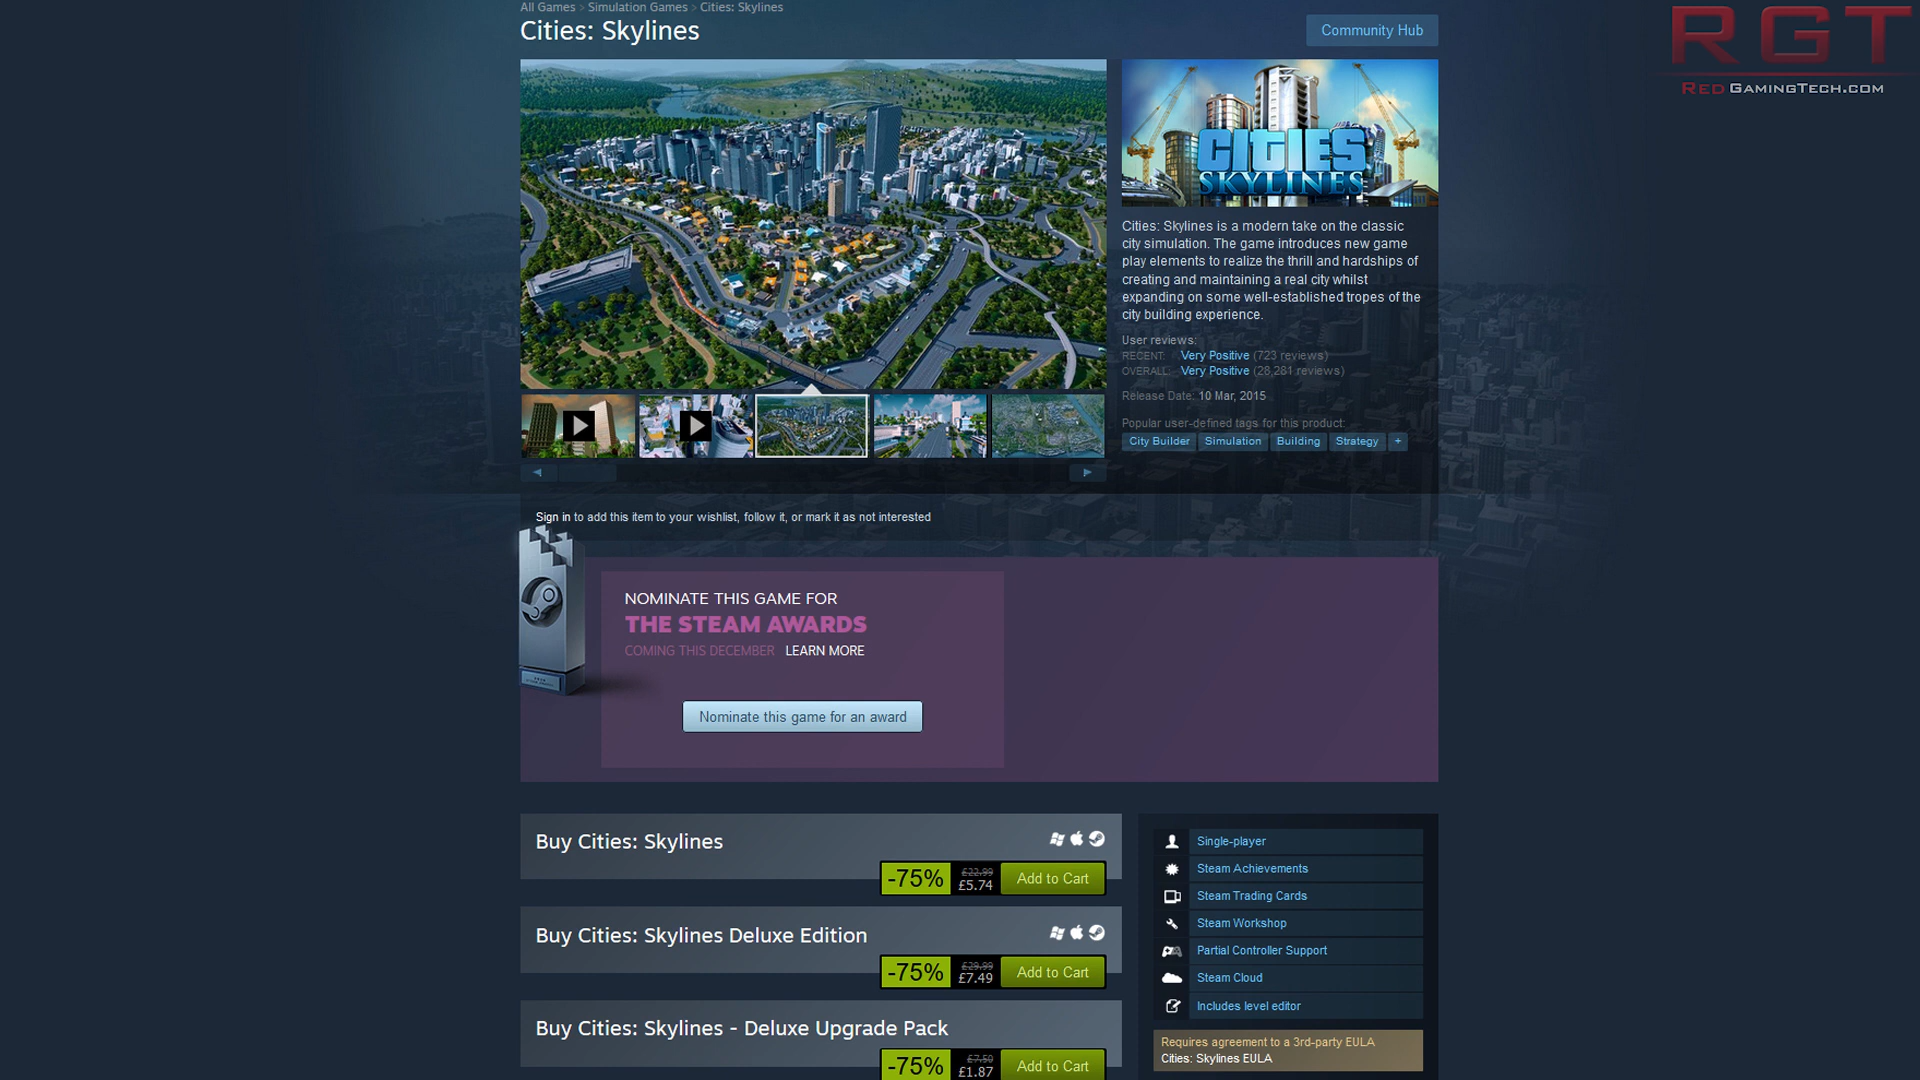 All Games > Simulation Games > Cities: Skylines
Cities: Skylines
Community Hub
RGT
RED GAMINGTECH.COM
CITIES
SKYLINES
Cities: Skylines is a modern take on the classic
city simulation. The game introduces new game
play elements to realize the thrill and hardships of
creating and maintaining a real city whilst
expanding on some well-established tropes of the
city building experience.
User reviews:
RECENT: Very Positive (723 reviews)
OVERALL: Very Positive (28,281 reviews)
Release Date: 10 Mar, 2015
Popular user-defined tags for this product:
City Builder Simulation Building Strategy +
Sign in to add this item to your wishlist, follow it, or mark it as not interested
NOMINATE THIS GAME FOR
THE STEAM AWARDS
COMING THIS DECEMBER LEARN MORE
Nominate this game for an award
Buy Cities: Skylines
-75% £22.99 £5.74 Add to Cart
Buy Cities: Skylines Deluxe Edition
-75% £29.99 £7.49 Add to Cart
Buy Cities: Skylines - Deluxe Upgrade Pack
-75% £7.50 £1.87 Add to Cart
Single-player
Steam Achievements
Steam Trading Cards
Steam Workshop
Partial Controller Support
Steam Cloud
Includes level editor
Requires agreement to a 3rd-party EULA
Cities: Skylines EULA